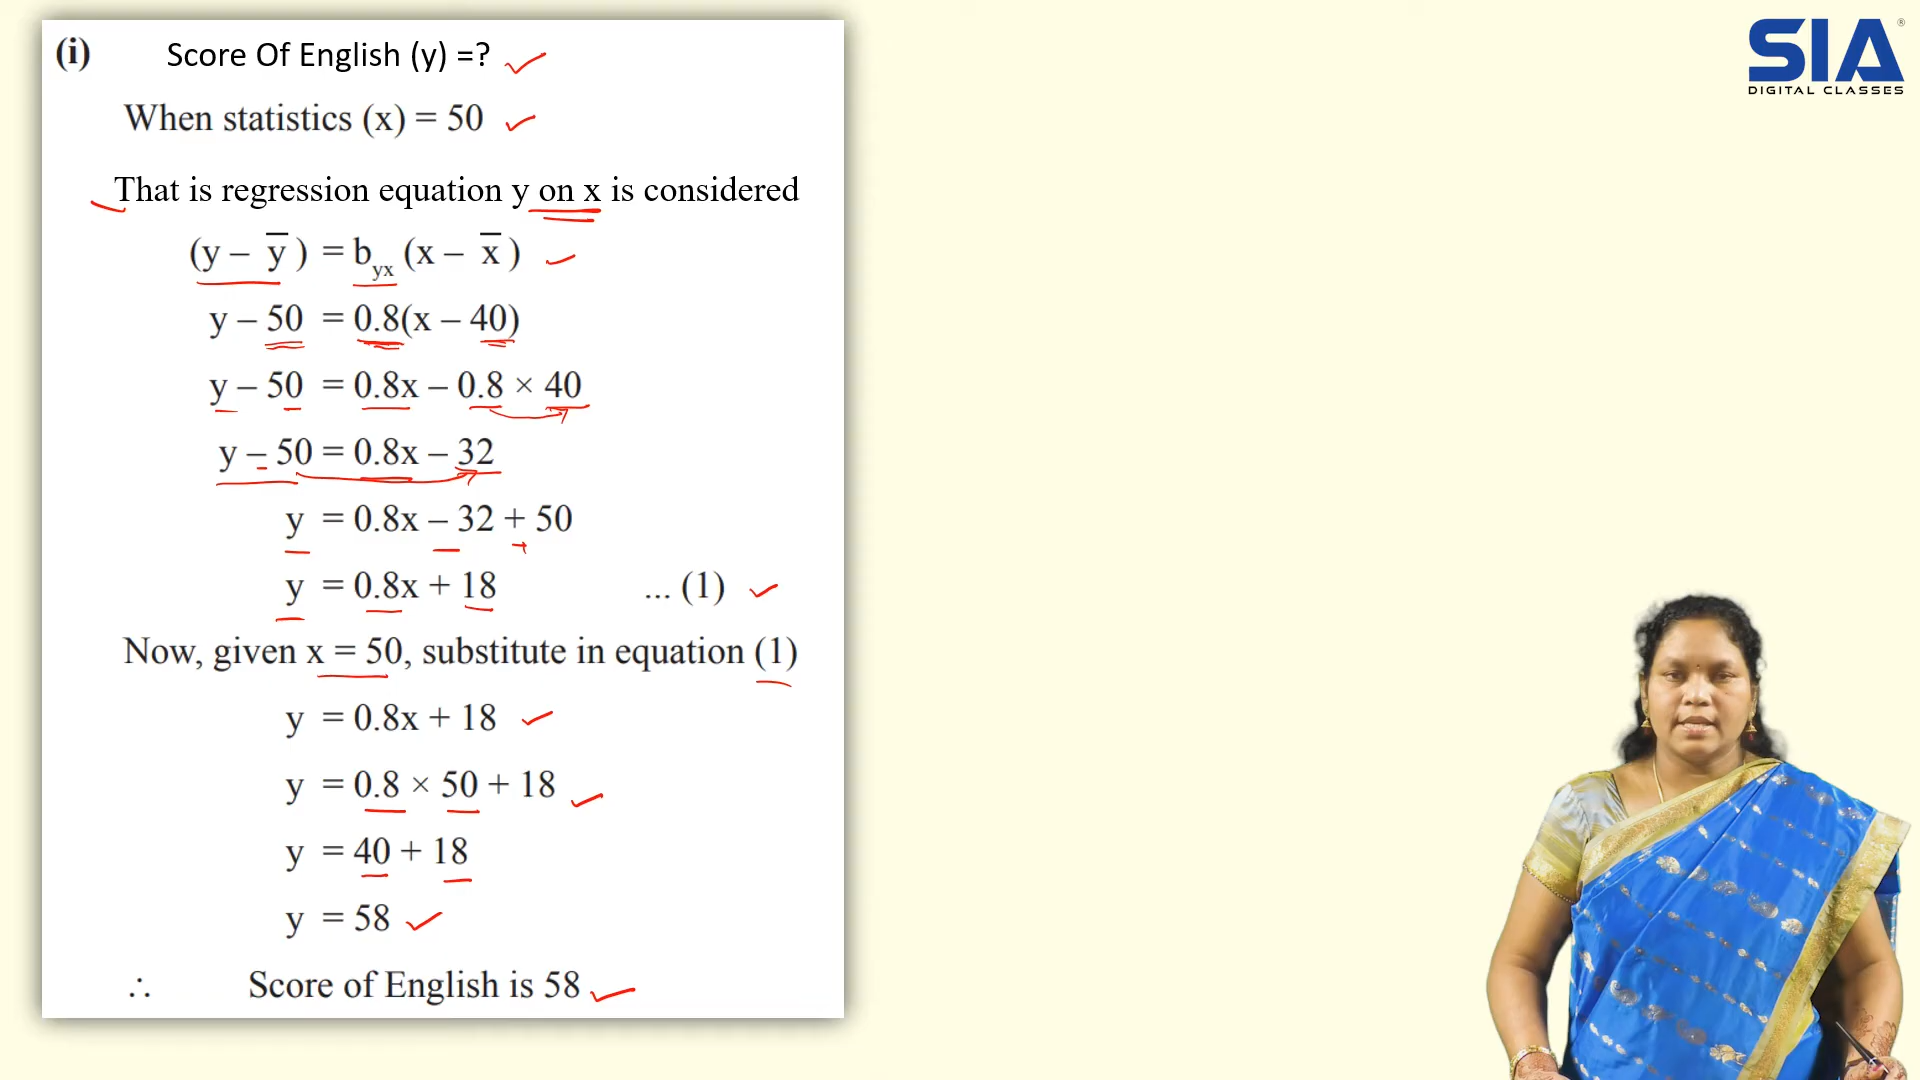 (i) Score Of English (y) =?
When statistics (x) = 50
That is regression equation y on x is considered
(y – y̅ ) = b_yx (x – x̅ )
y – 50 = 0.8(x – 40)
y – 50 = 0.8x – 0.8 × 40
y – 50 = 0.8x – 32
y = 0.8x – 32 + 50
y = 0.8x + 18 ... (1)
Now, given x = 50, substitute in equation (1)
y = 0.8x + 18
y = 0.8 × 50 + 18
y = 40 + 18
y = 58
∴ Score of English is 58
SIA ®
DIGITAL CLASSES